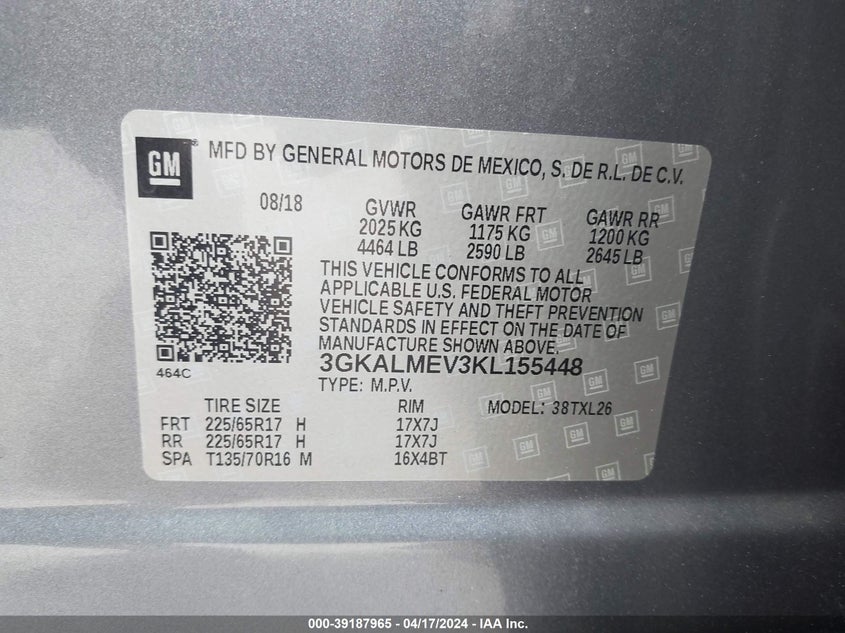 GM MFD BY GENERAL MOTORS DE MEXICO, S. DE R.L. DE C.V.
08/18 GVWR GAWR FRT GAWR RR
2025 KG 1175 KG 1200 KG
4464 LB 2590 LB 2645 LB
THIS VEHICLE CONFORMS TO ALL
APPLICABLE U.S. FEDERAL MOTOR
VEHICLE SAFETY AND THEFT PREVENTION
STANDARDS IN EFFECT ON THE DATE OF
MANUFACTURE SHOWN ABOVE.
464C
3GKALMEV3KL155448
TYPE: M.P.V.
TIRE SIZE RIM MODEL: 38TXL26
FRT 225/65R17 H 17X7J
RR 225/65R17 H 17X7J
SPA T135/70R16 M 16X4BT
000-39187965 - 04/17/2024 - IAA Inc.